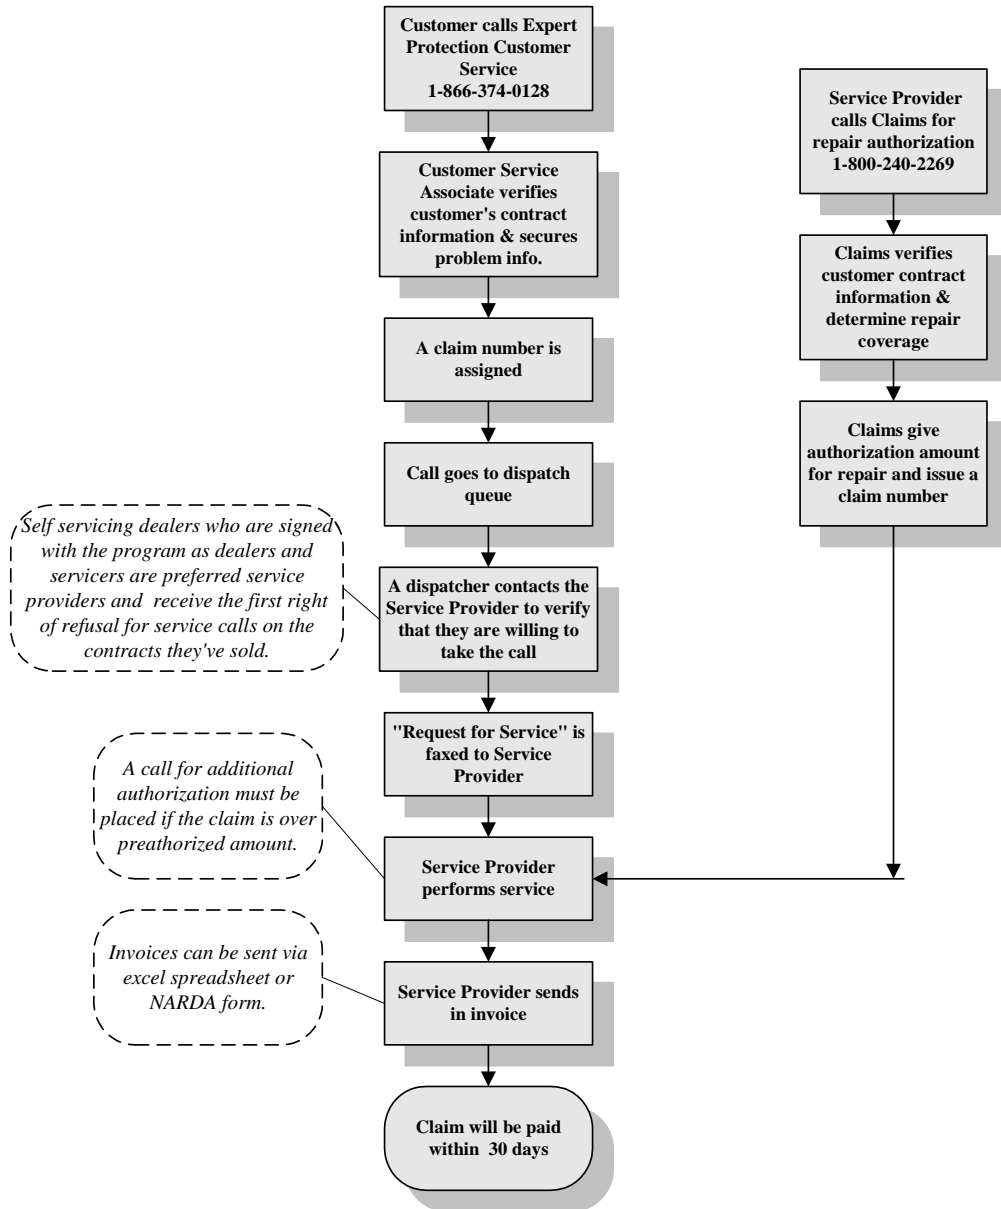 Customer calls Expert
Protection Customer
Service
1-866-374-0128
Customer Service
Associate verifies
customer's contract
information & secures
problem info.
A claim number is
assigned
Call goes to dispatch
queue
Self servicing dealers who are signed
with the program as dealers and
servicers are preferred service
providers and receive the first right
of refusal for service calls on the
contracts they've sold.
A dispatcher contacts the
Service Provider to verify
that they are willing to
take the call
"Request for Service" is
faxed to Service
Provider
A call for additional
authorization must be
placed if the claim is over
preathorized amount.
Service Provider
performs service
Invoices can be sent via
excel spreadsheet or
NARDA form.
Service Provider sends
in invoice
Claim will be paid
within 30 days
Service Provider
calls Claims for
repair authorization
1-800-240-2269
Claims verifies
customer contract
information &
determine repair
coverage
Claims give
authorization amount
for repair and issue a
claim number